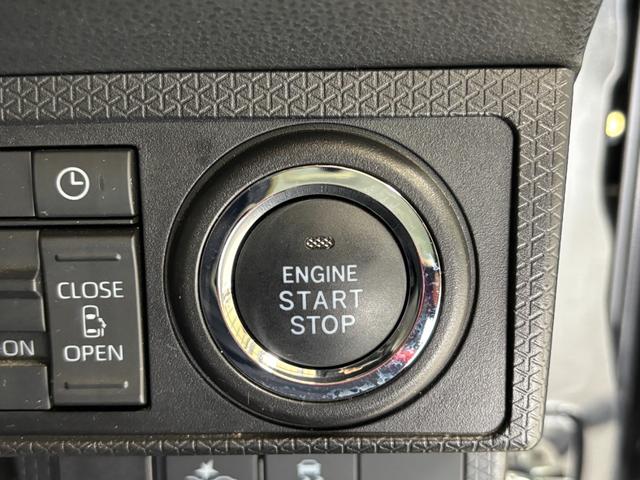 ENGINE
START
STOP
CLOSE
OPEN
-ON